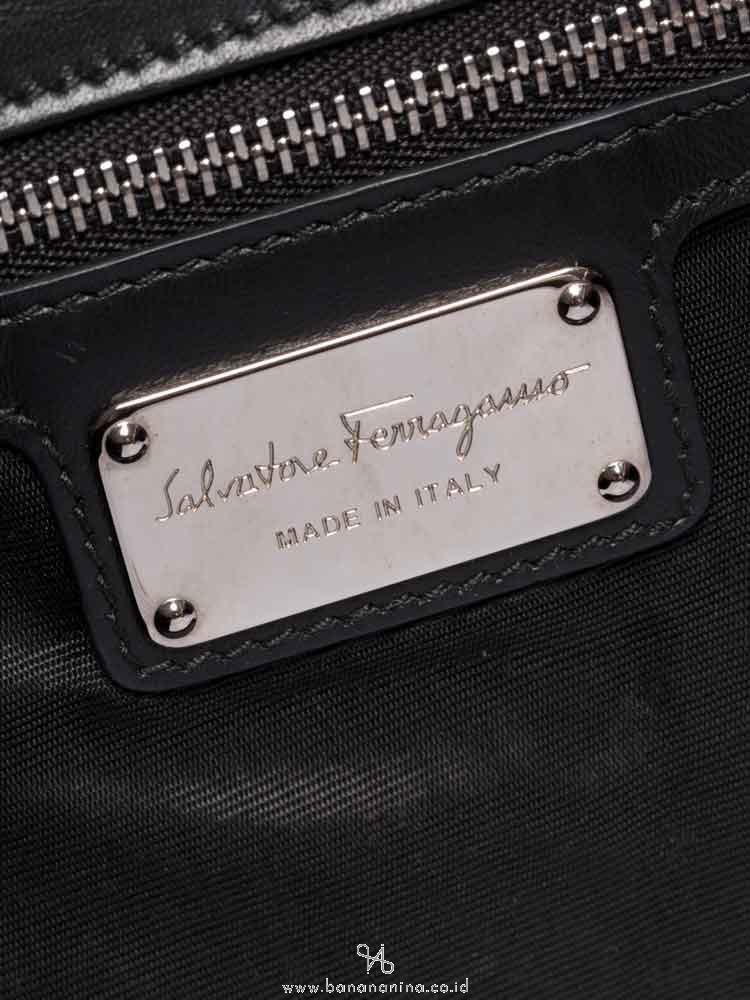 Salvatore Ferragamo
MADE IN ITALY
www.banananina.co.id